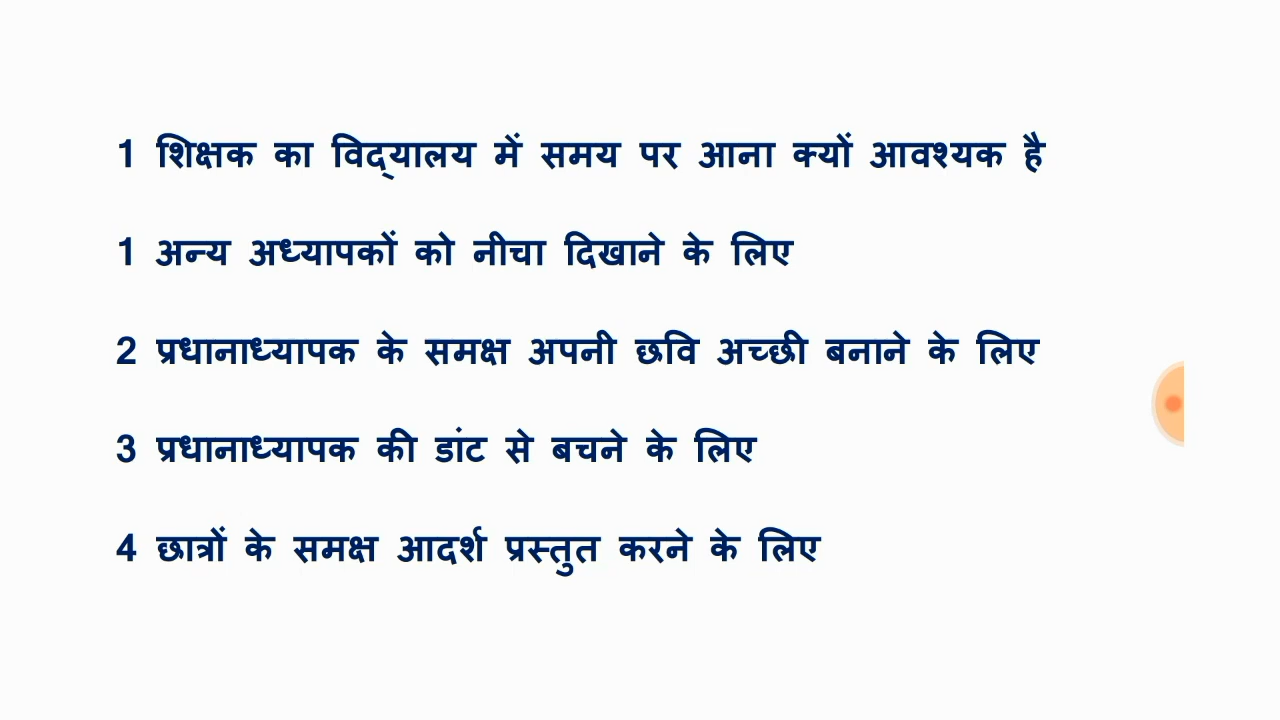 1 शिक्षक का विद्यालय में समय पर आना क्यों आवश्यक है
1 अन्य अध्यापकों को नीचा दिखाने के लिए
2 प्रधानाध्यापक के समक्ष अपनी छवि अच्छी बनाने के लिए
3 प्रधानाध्यापक की डांट से बचने के लिए
4 छात्रों के समक्ष आदर्श प्रस्तुत करने के लिए